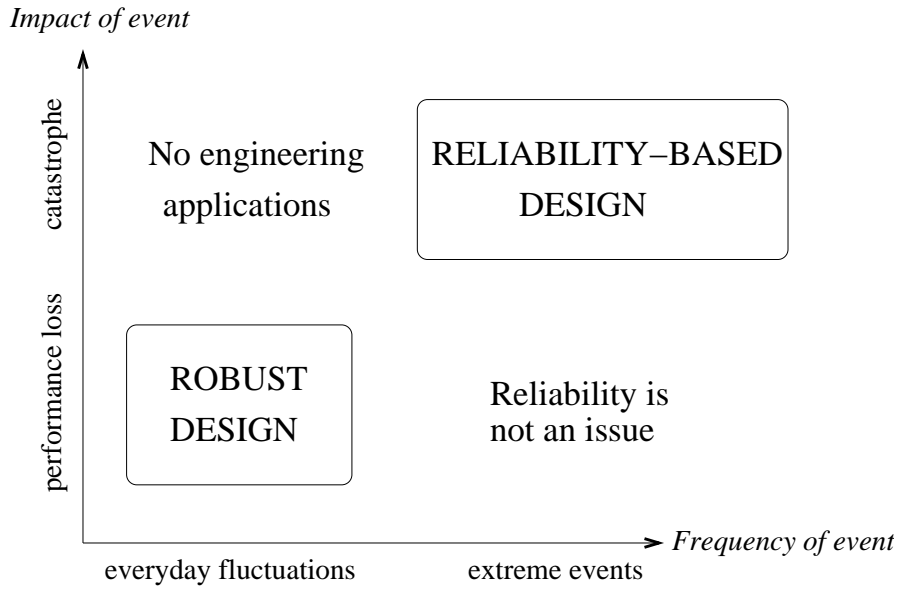 Impact of event
catastrophe
No engineering
applications
RELIABILITY–BASED
DESIGN
performance loss
ROBUST
DESIGN
Reliability is
not an issue
Frequency of event
everyday fluctuations
extreme events